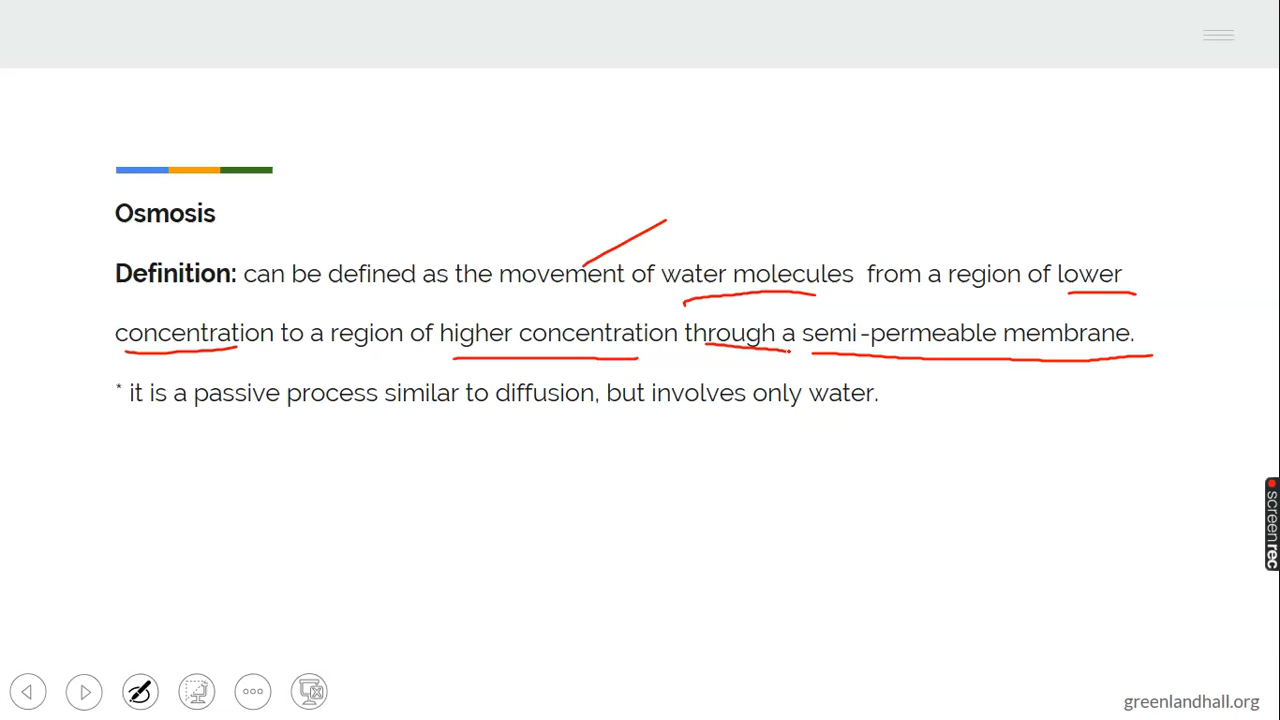 Osmosis
Definition: can be defined as the movement of water molecules from a region of lower
concentration to a region of higher concentration through a semi-permeable membrane.
* it is a passive process similar to diffusion, but involves only water.
screenrec
greenlandhall.org